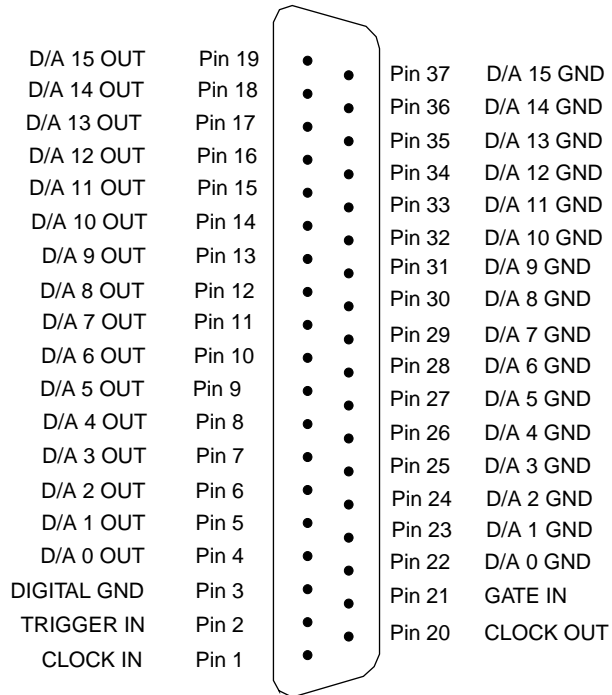 D/A 15 OUT Pin 19
D/A 14 OUT Pin 18
D/A 13 OUT Pin 17
D/A 12 OUT Pin 16
D/A 11 OUT Pin 15
D/A 10 OUT Pin 14
D/A 9 OUT Pin 13
D/A 8 OUT Pin 12
D/A 7 OUT Pin 11
D/A 6 OUT Pin 10
D/A 5 OUT Pin 9
D/A 4 OUT Pin 8
D/A 3 OUT Pin 7
D/A 2 OUT Pin 6
D/A 1 OUT Pin 5
D/A 0 OUT Pin 4
DIGITAL GND Pin 3
TRIGGER IN Pin 2
CLOCK IN Pin 1
Pin 37 D/A 15 GND
Pin 36 D/A 14 GND
Pin 35 D/A 13 GND
Pin 34 D/A 12 GND
Pin 33 D/A 11 GND
Pin 32 D/A 10 GND
Pin 31 D/A 9 GND
Pin 30 D/A 8 GND
Pin 29 D/A 7 GND
Pin 28 D/A 6 GND
Pin 27 D/A 5 GND
Pin 26 D/A 4 GND
Pin 25 D/A 3 GND
Pin 24 D/A 2 GND
Pin 23 D/A 1 GND
Pin 22 D/A 0 GND
Pin 21 GATE IN
Pin 20 CLOCK OUT